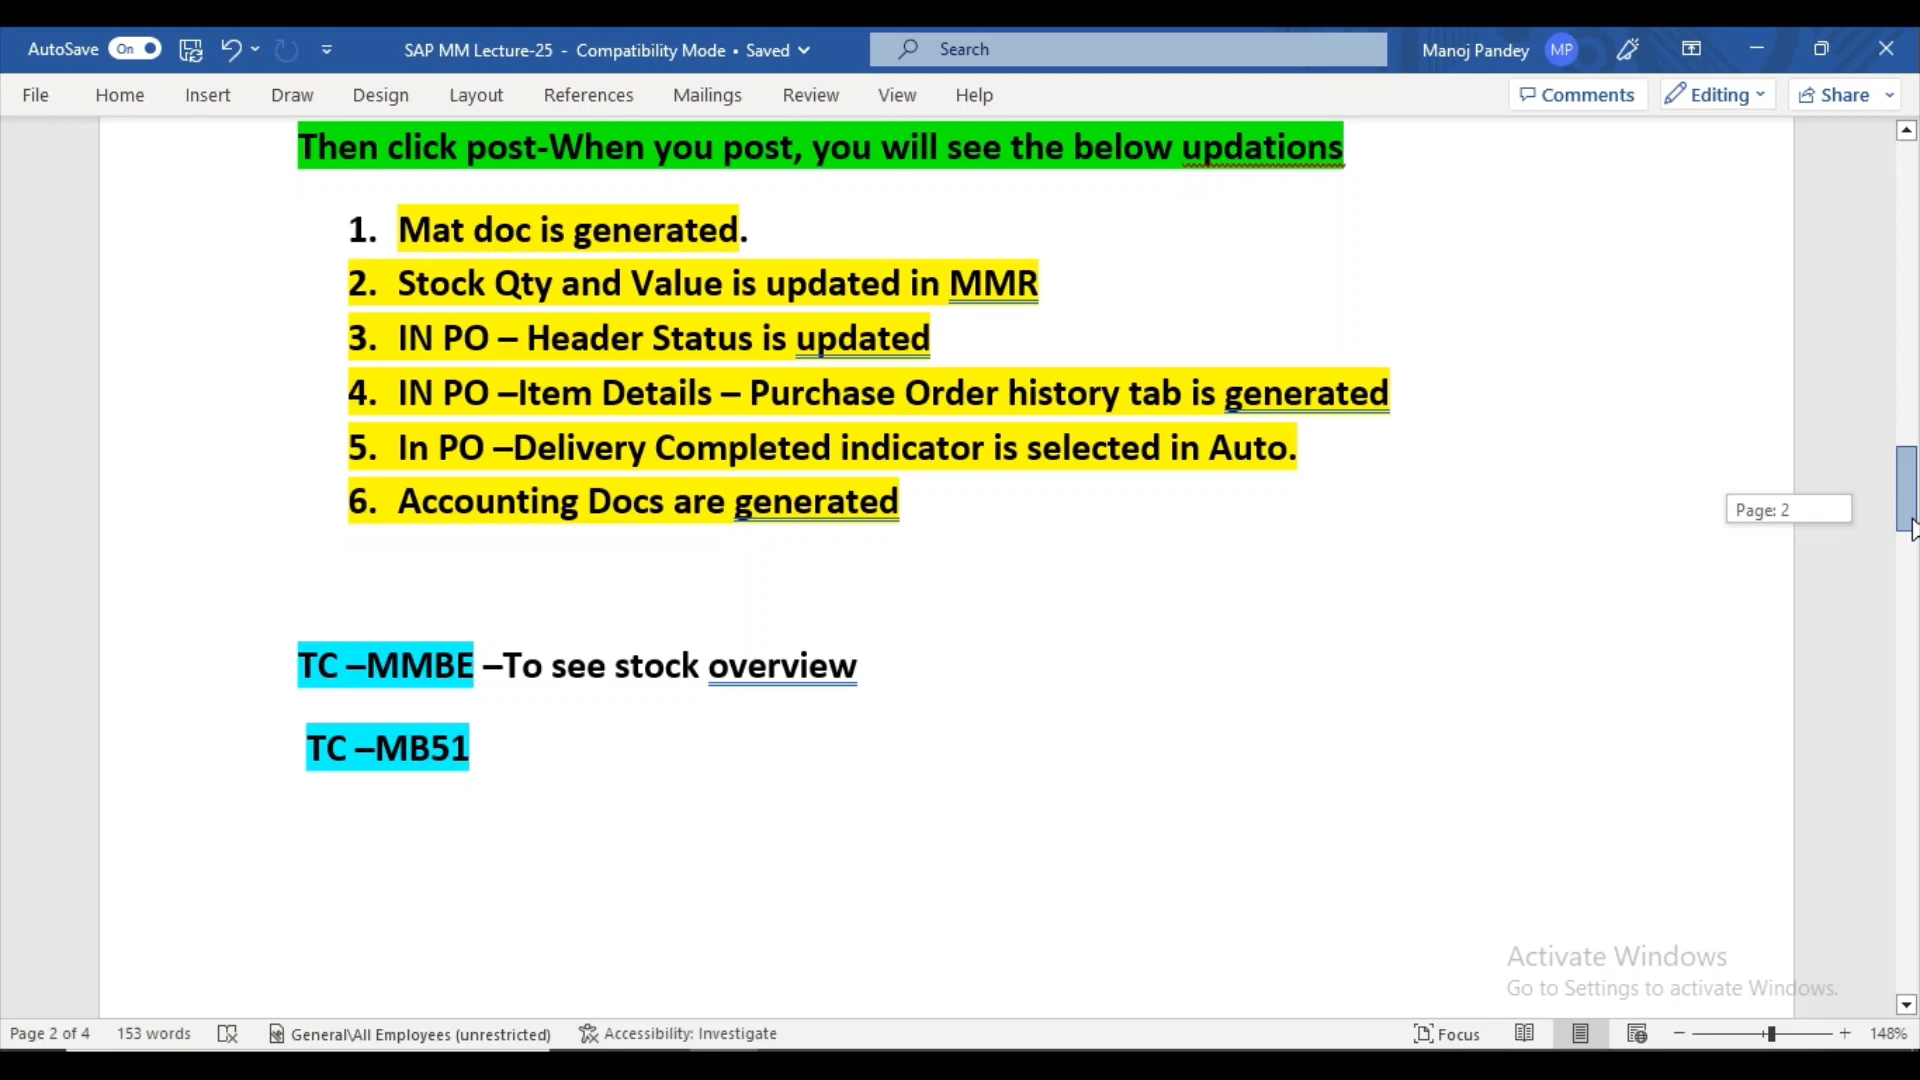 AutoSave On SAP MM Lecture-25 - Compatibility Mode • Saved Search Manoj Pandey MP
File Home Insert Draw Design Layout References Mailings Review View Help Comments Editing Share
Then click post-When you post, you will see the below updations
1. Mat doc is generated.
2. Stock Qty and Value is updated in MMR
3. IN PO – Header Status is updated
4. IN PO –Item Details – Purchase Order history tab is generated
5. In PO –Delivery Completed indicator is selected in Auto.
6. Accounting Docs are generated
Page: 2
TC –MMBE –To see stock overview
TC –MB51
Activate Windows
Go to Settings to activate Windows.
Page 2 of 4 153 words General\All Employees (unrestricted) Accessibility: Investigate Focus 148%